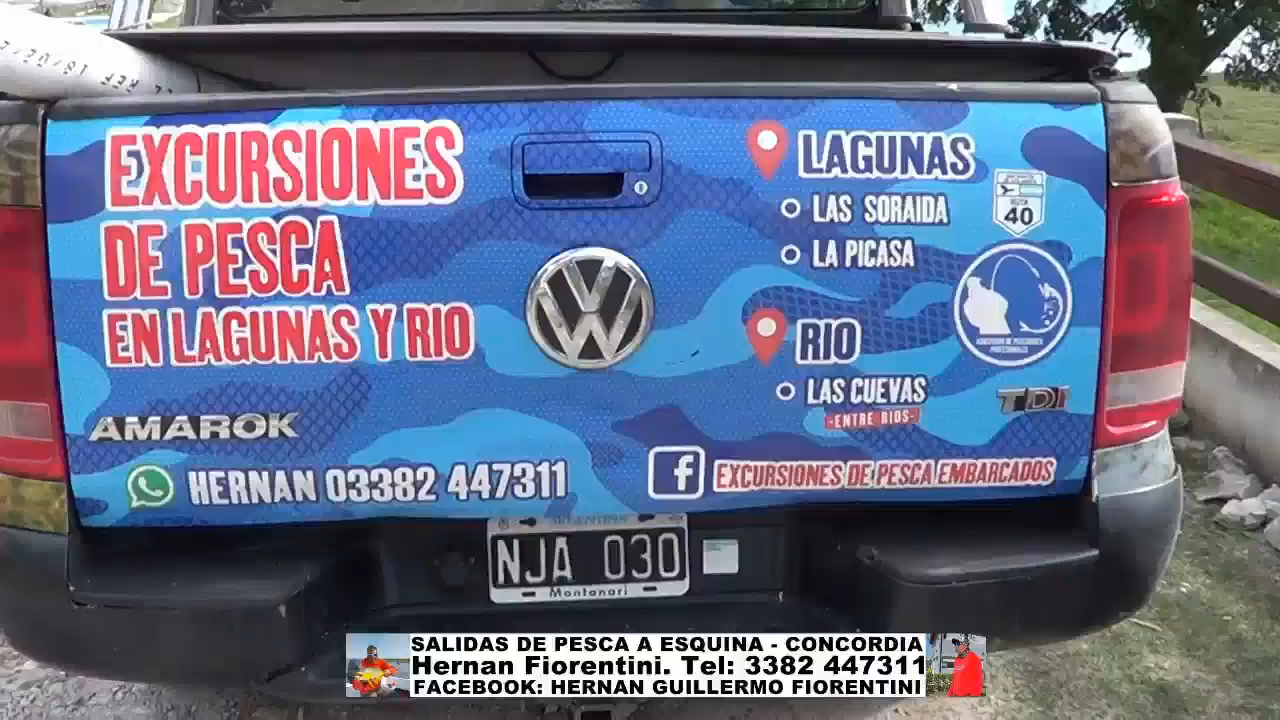 EXCURSIONES
DE PESCA
EN LAGUNAS Y RIO
AMAROK
HERNAN 03382 447311
LAGUNAS
LAS SORAIDA
LA PICASA
40
RIO
LAS CUEVAS
-ENTRE RIOS-
TDI
f EXCURSIONES DE PESCA EMBARCADOS
ARGENTINA
NJA 030
Montanari
SALIDAS DE PESCA A ESQUINA - CONCORDIA
Hernan Fiorentini. Tel: 3382 447311
FACEBOOK: HERNAN GUILLERMO FIORENTINI